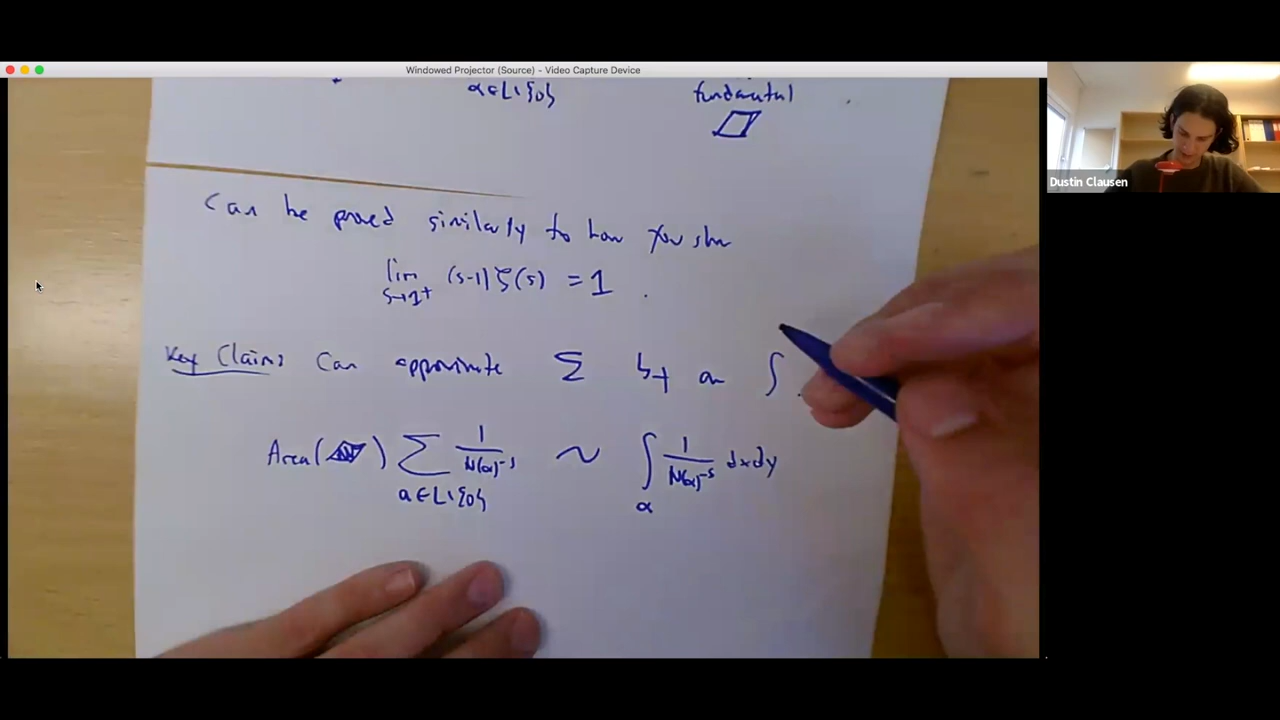 Windowed Projector (Source) - Video Capture Device
α ∈ L \ {0}
fundamental
Dustin Clausen
Can be proved similarly to how you show
lim s→1⁺ (s-1) ζ(s) = 1.
Key Claim: Can approximate Σ by an ∫.
Area(▱) Σ α∈L\{0} 1/N(α)^-s ~ ∫ α 1/N(α)^-s dxdy